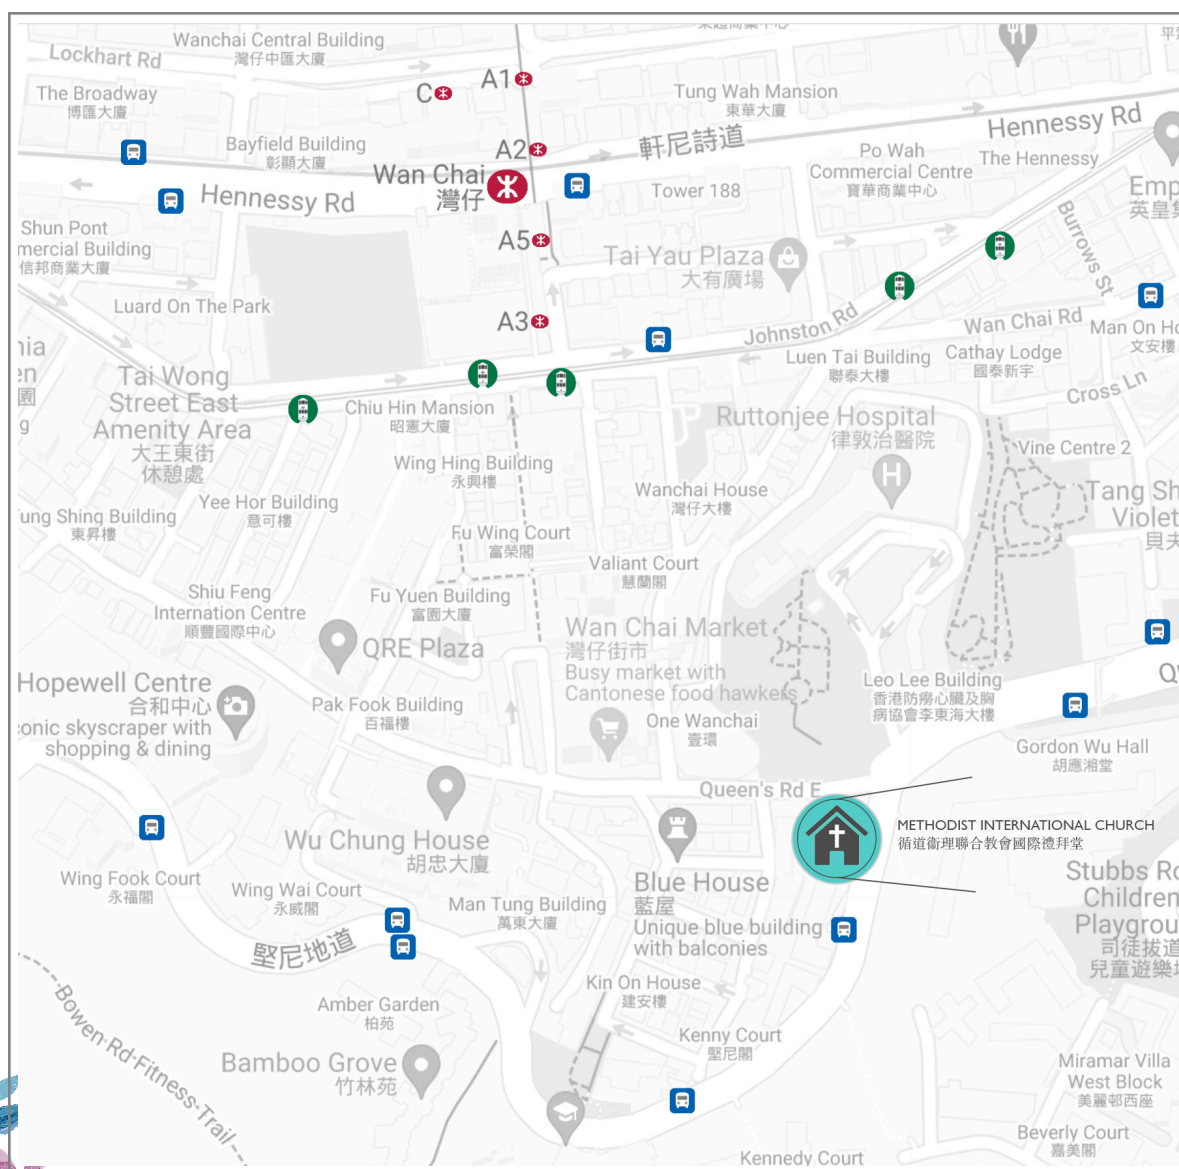 Wanchai Central Building
灣仔中匯大廈
Lockhart Rd
The Broadway
博匯大廈
C
A1
Tung Wah Mansion
東華大廈
Hennessy Rd
軒尼詩道
Bayfield Building
彰顯大廈
A2
Wan Chai
灣仔
Po Wah
Commercial Centre
寶華商業中心
The Hennessy
Tower 188
Hennessy Rd
Emp
英皇集
Shun Pont
mercial Building
信邦商業大廈
A5
Tai Yau Plaza
大有廣場
Burrows St
Luard On The Park
A3
Johnston Rd
Wan Chai Rd
Man On Ho
文安樓
Luen Tai Building
聯泰大樓
Cathay Lodge
國泰新宇
Cross Ln
nia
en
園
g
Tai Wong
Street East
Amenity Area
大王東街
休憩處
Chiu Hin Mansion
昭憲大廈
Ruttonjee Hospital
律敦治醫院
H
Vine Centre 2
Wing Hing Building
永興樓
Wanchai House
灣仔大樓
Tang Sh
Violet
貝夫
Yee Hor Building
意可樓
ung Shing Building
東昇樓
Fu Wing Court
富榮閣
Valiant Court
慧蘭閣
Shiu Feng
Internation Centre
順豐國際中心
Fu Yuen Building
富園大廈
QRE Plaza
Wan Chai Market
灣仔街市
Busy market with
Cantonese food hawkers
Leo Lee Building
香港防癆心臟及胸
病協會李東海大樓
Hopewell Centre
合和中心
conic skyscraper with
shopping & dining
Pak Fook Building
百福樓
One Wanchai
壹環
Gordon Wu Hall
胡應湘堂
Queen's Rd E
METHODIST INTERNATIONAL CHURCH
循道衞理聯合教會國際禮拜堂
Wu Chung House
胡忠大廈
Stubbs Ro
Children
Playgrou
司徒拔道
兒童遊樂場
Wing Fook Court
永福閣
Wing Wai Court
永威閣
Man Tung Building
萬東大廈
Blue House
藍屋
Unique blue building
with balconies
堅尼地道
Kin On House
建安樓
Amber Garden
柏苑
Kenny Court
堅尼閣
Bowen Rd Fitness Trail
Bamboo Grove
竹林苑
Miramar Villa
West Block
美麗邨西座
Beverly Court
嘉美閣
Kennedy Court